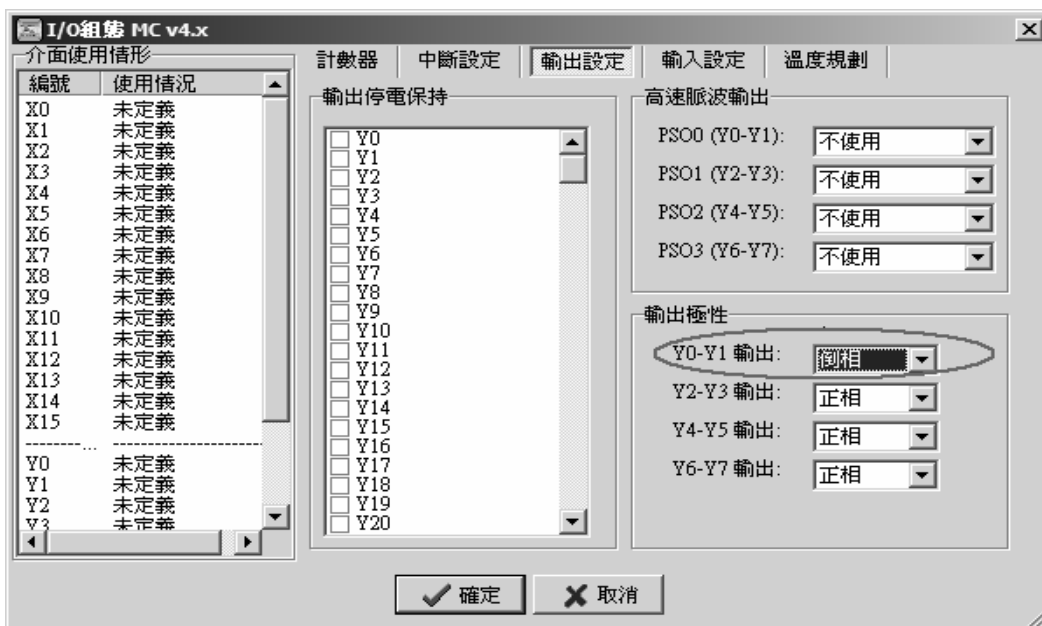 I/O組態 MC v4.x
介面使用情形
編號 使用情況
X0 未定義
X1 未定義
X2 未定義
X3 未定義
X4 未定義
X5 未定義
X6 未定義
X7 未定義
X8 未定義
X9 未定義
X10 未定義
X11 未定義
X12 未定義
X13 未定義
X14 未定義
X15 未定義
--------... ------------------
Y0 未定義
Y1 未定義
Y2 未定義
Y3 未定義
計數器 中斷設定 輸出設定 輸入設定 溫度規劃
輸出停電保持
Y0
Y1
Y2
Y3
Y4
Y5
Y6
Y7
Y8
Y9
Y10
Y11
Y12
Y13
Y14
Y15
Y16
Y17
Y18
Y19
Y20
高速脈波輸出
PSO0 (Y0-Y1): 不使用
PSO1 (Y2-Y3): 不使用
PSO2 (Y4-Y5): 不使用
PSO3 (Y6-Y7): 不使用
輸出極性
Y0-Y1 輸出: 倒相
Y2-Y3 輸出: 正相
Y4-Y5 輸出: 正相
Y6-Y7 輸出: 正相
確定 取消